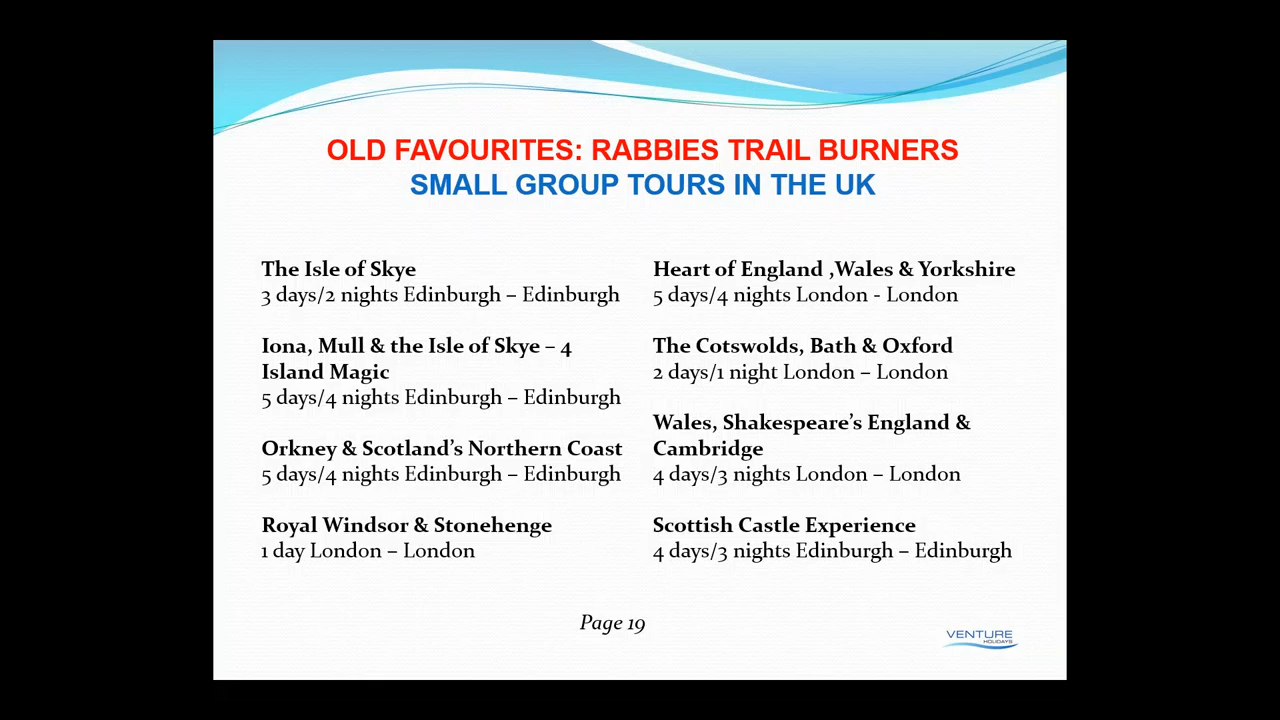 OLD FAVOURITES: RABBIES TRAIL BURNERS
SMALL GROUP TOURS IN THE UK
The Isle of Skye
3 days/2 nights Edinburgh – Edinburgh
Iona, Mull & the Isle of Skye – 4
Island Magic
5 days/4 nights Edinburgh – Edinburgh
Orkney & Scotland’s Northern Coast
5 days/4 nights Edinburgh – Edinburgh
Royal Windsor & Stonehenge
1 day London – London
Heart of England ,Wales & Yorkshire
5 days/4 nights London - London
The Cotswolds, Bath & Oxford
2 days/1 night London – London
Wales, Shakespeare’s England &
Cambridge
4 days/3 nights London – London
Scottish Castle Experience
4 days/3 nights Edinburgh – Edinburgh
Page 19
VENTURE
HOLIDAYS